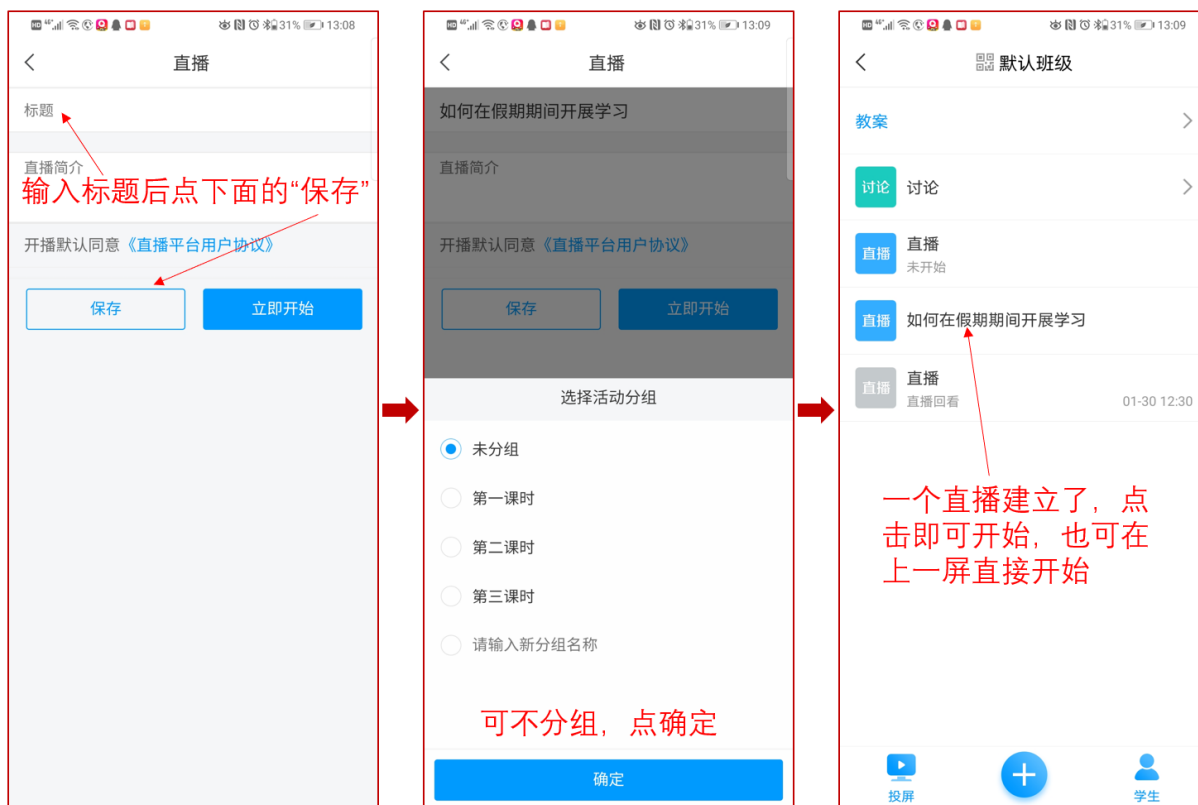 HD 46 31% 13:08
直播
标题
直播简介
输入标题后点下面的“保存”
开播默认同意《直播平台用户协议》
保存 立即开始
HD 46 31% 13:09
直播
如何在假期期间开展学习
直播简介
开播默认同意《直播平台用户协议》
保存 立即开始
选择活动分组
未分组
第一课时
第二课时
第三课时
请输入新分组名称
可不分组，点确定
确定
HD 46 31% 13:09
默认班级
教案
讨论 讨论
直播 直播
未开始
直播 如何在假期期间开展学习
直播 直播
直播回看 01-30 12:30
一个直播建立了，点
击即可开始，也可在
上一屏直接开始
投屏 学生